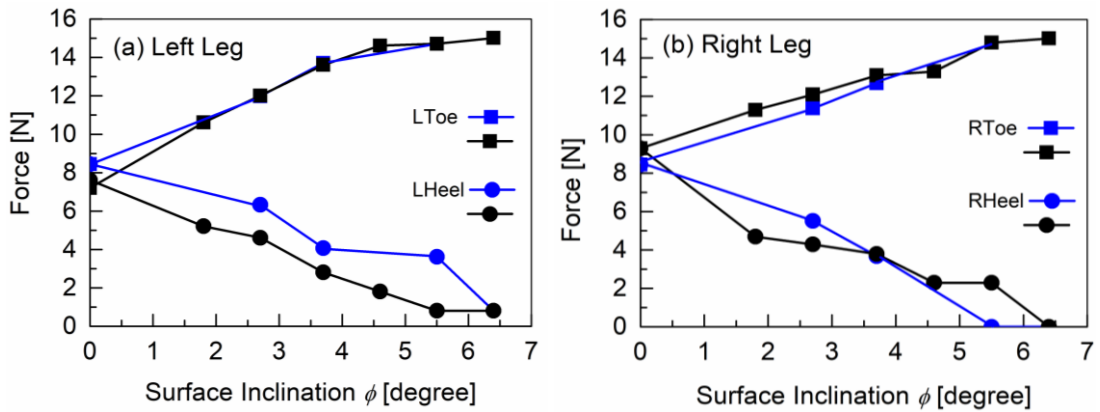 16
14
12
10
8
6
4
2
0
Force [N]
(a) Left Leg
LToe
LHeel
0 1 2 3 4 5 6 7
Surface Inclination ϕ [degree]
16
14
12
10
8
6
4
2
0
Force [N]
(b) Right Leg
RToe
RHeel
0 1 2 3 4 5 6 7
Surface Inclination ϕ [degree]